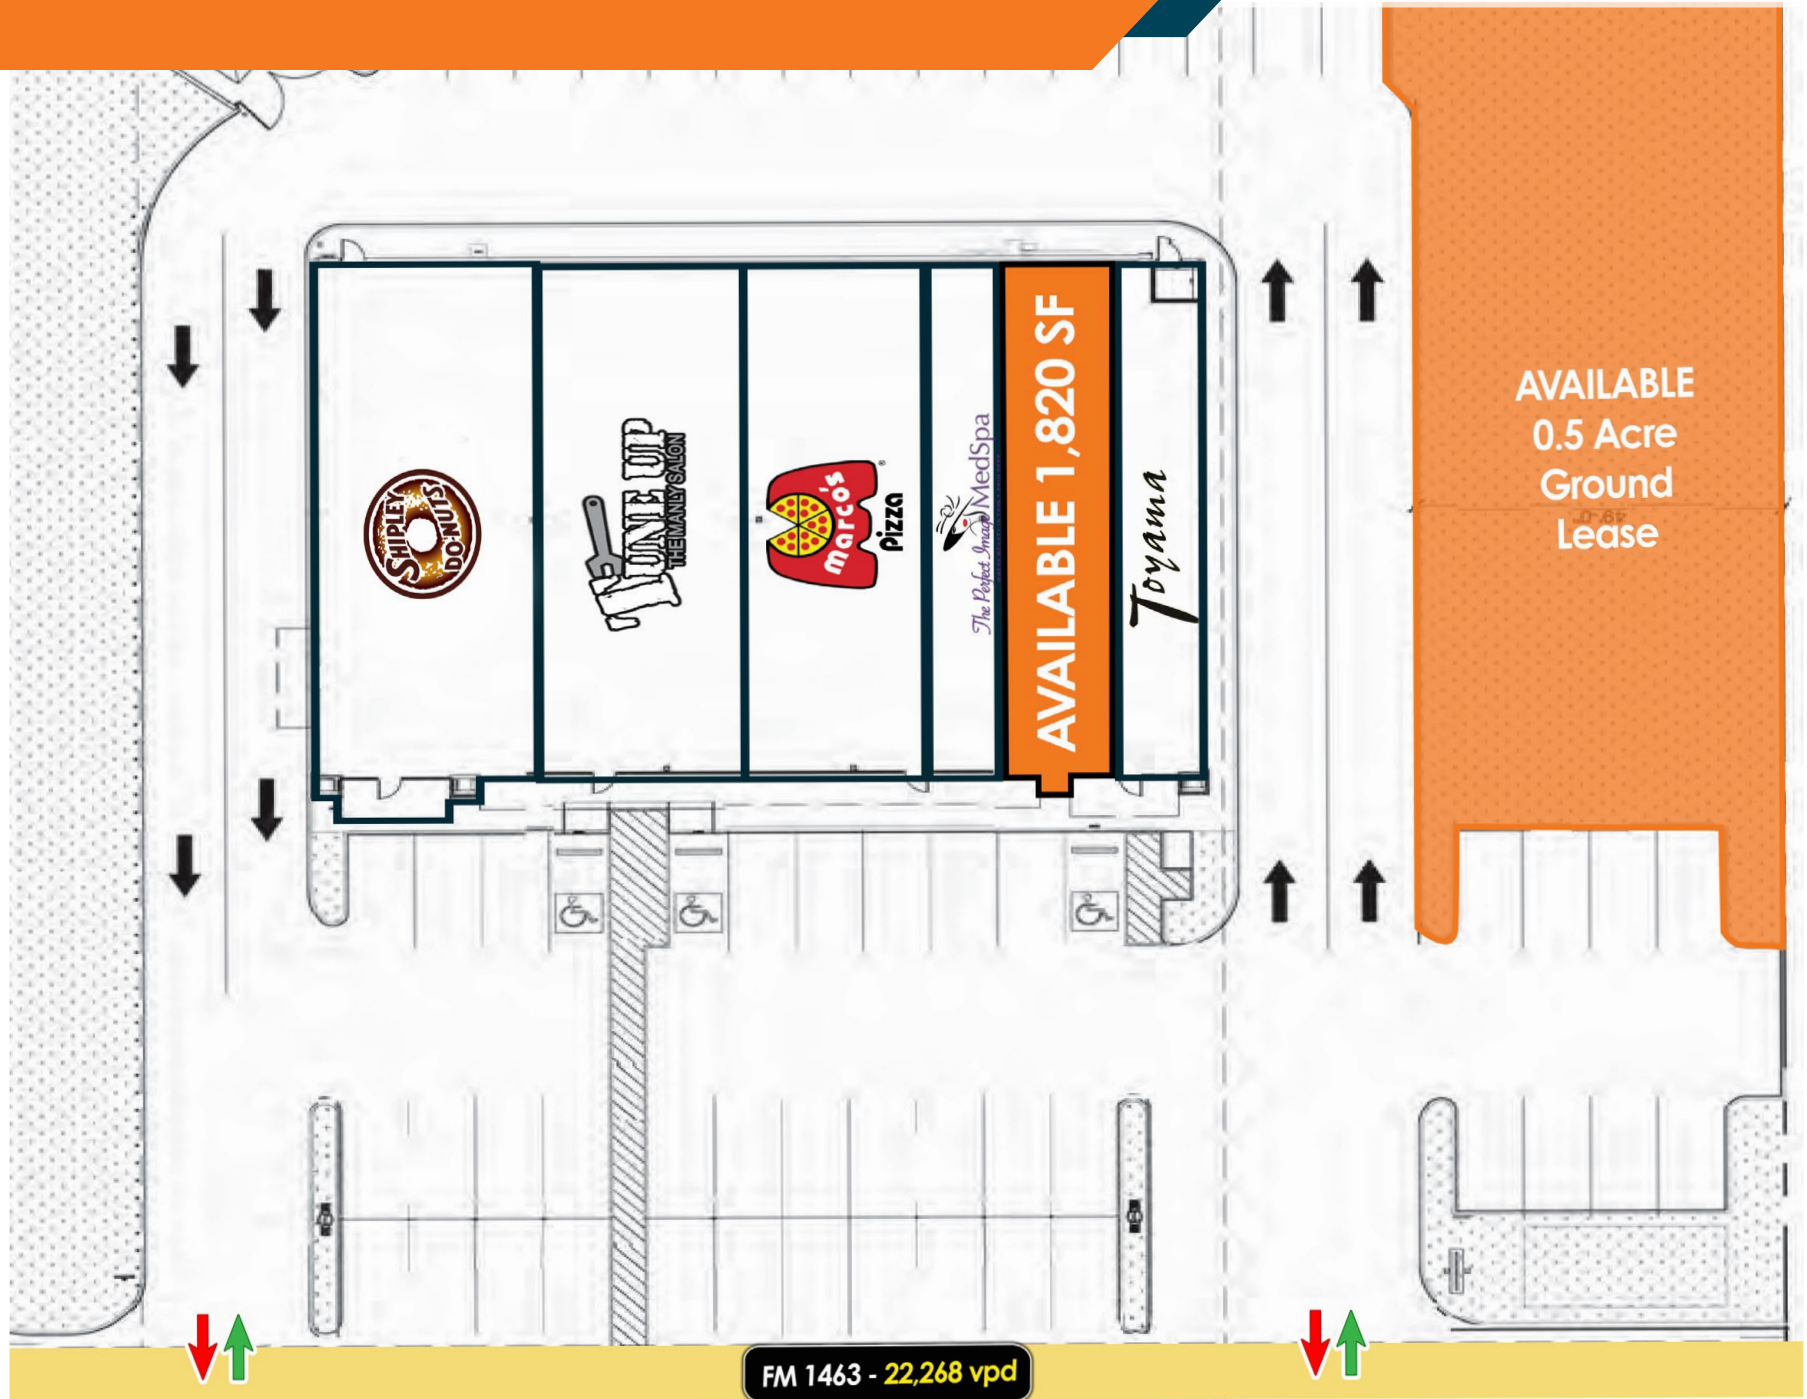 SHIPLEY
DO-NUTS
TUNE UP
THE MANLY SALON
marco's
Pizza
®
The Perfect Image MedSpa
AVAILABLE 1,820 SF
Toyama
AVAILABLE
0.5 Acre
Ground
Lease
FM 1463 - 22,268 vpd